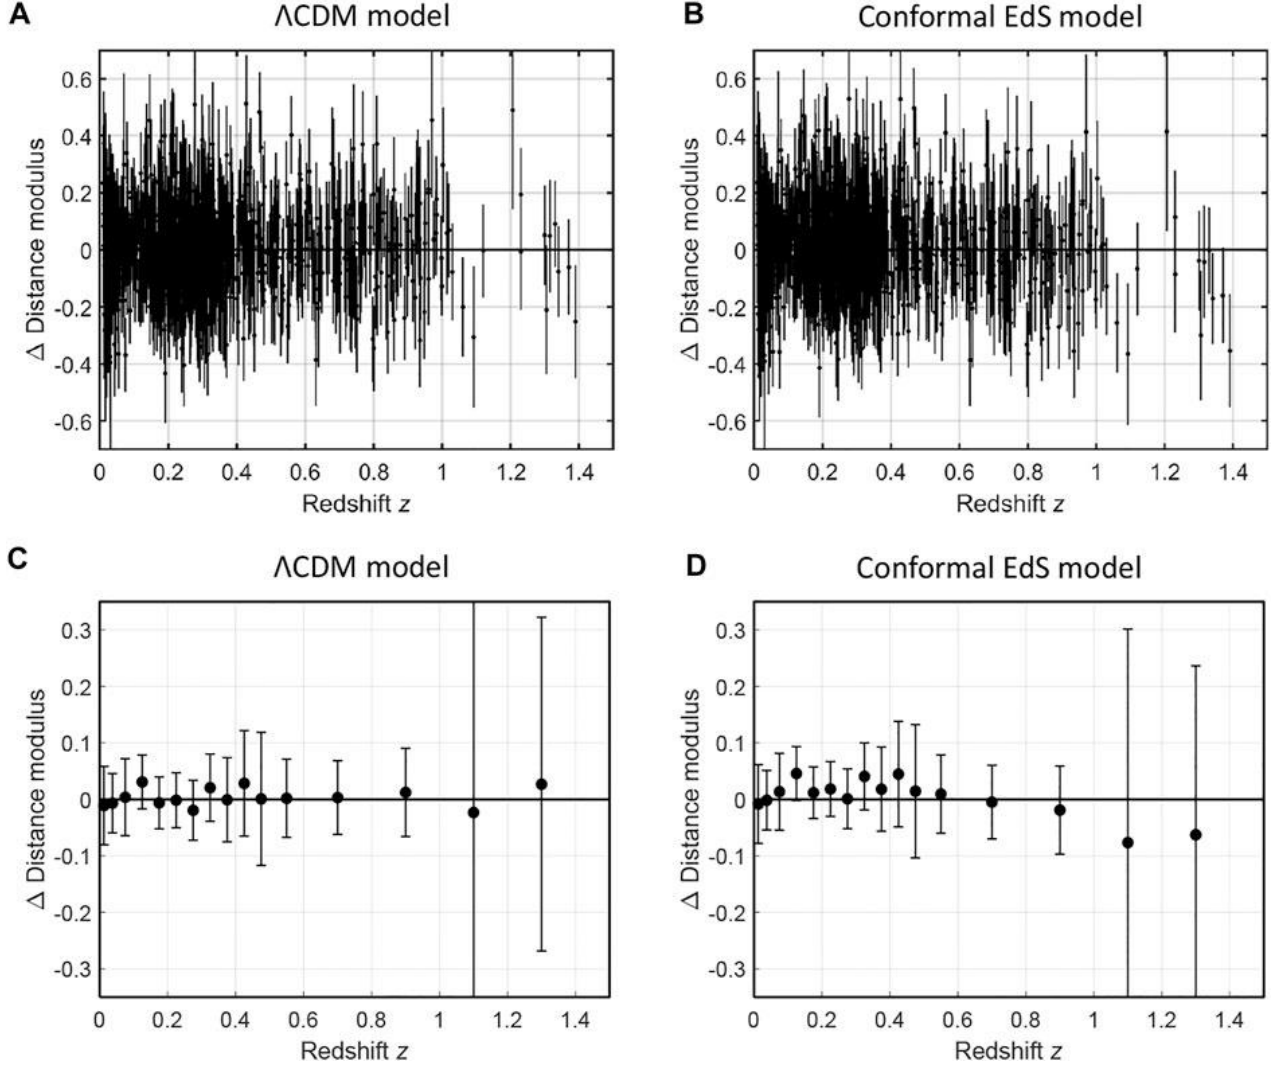 A
ΛCDM model
0.6
0.4
0.2
0
-0.2
-0.4
-0.6
Δ Distance modulus
0 0.2 0.4 0.6 0.8 1 1.2 1.4
Redshift z
B
Conformal EdS model
0.6
0.4
0.2
0
-0.2
-0.4
-0.6
Δ Distance modulus
0 0.2 0.4 0.6 0.8 1 1.2 1.4
Redshift z
C
ΛCDM model
0.3
0.2
0.1
0
-0.1
-0.2
-0.3
Δ Distance modulus
0 0.2 0.4 0.6 0.8 1 1.2 1.4
Redshift z
D
Conformal EdS model
0.3
0.2
0.1
0
-0.1
-0.2
-0.3
Δ Distance modulus
0 0.2 0.4 0.6 0.8 1 1.2 1.4
Redshift z